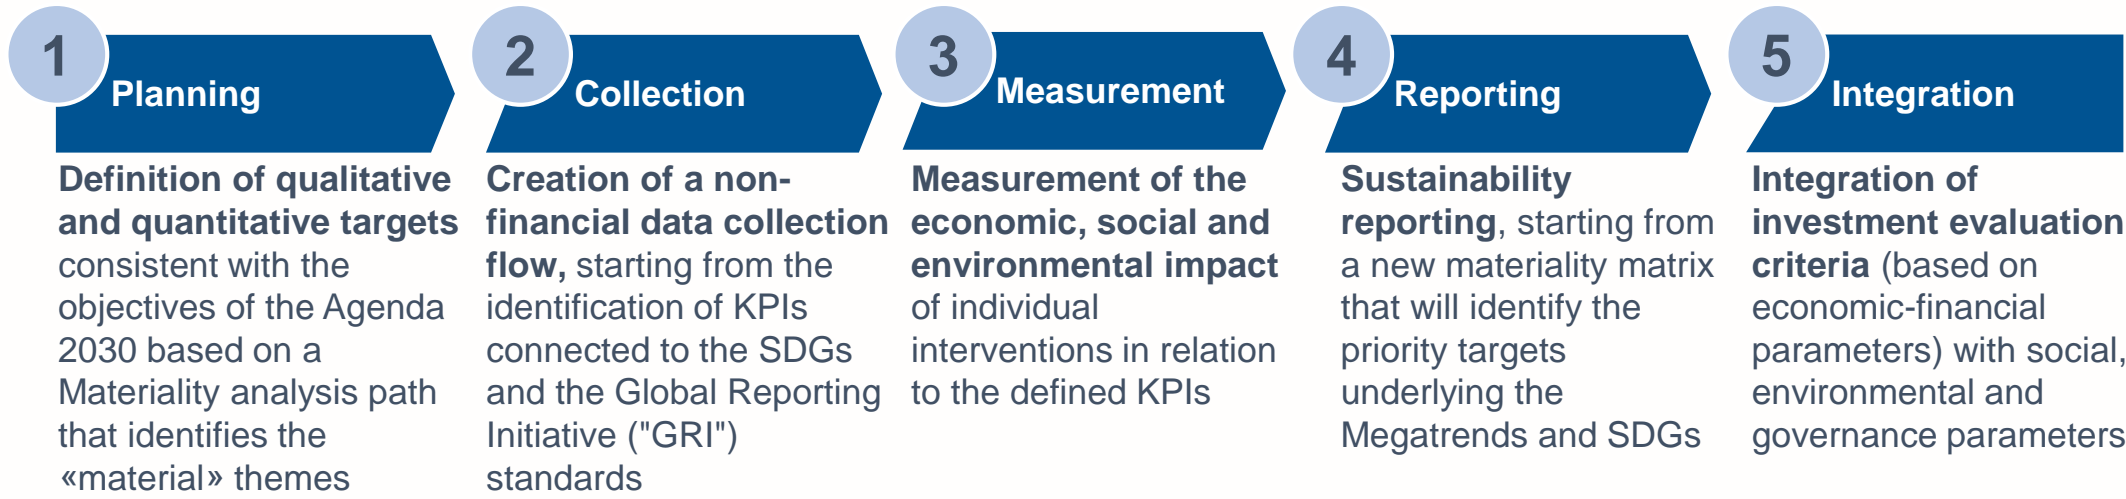 1
Planning
Definition of qualitative
and quantitative targets
consistent with the
objectives of the Agenda
2030 based on a
Materiality analysis path
that identifies the
«material» themes
2
Collection
Creation of a non-
financial data collection
flow, starting from the
identification of KPIs
connected to the SDGs
and the Global Reporting
Initiative ("GRI")
standards
3
Measurement
Measurement of the
economic, social and
environmental impact
of individual
interventions in relation
to the defined KPIs
4
Reporting
Sustainability
reporting, starting from
a new materiality matrix
that will identify the
priority targets
underlying the
Megatrends and SDGs
5
Integration
Integration of
investment evaluation
criteria (based on
economic-financial
parameters) with social,
environmental and
governance parameters